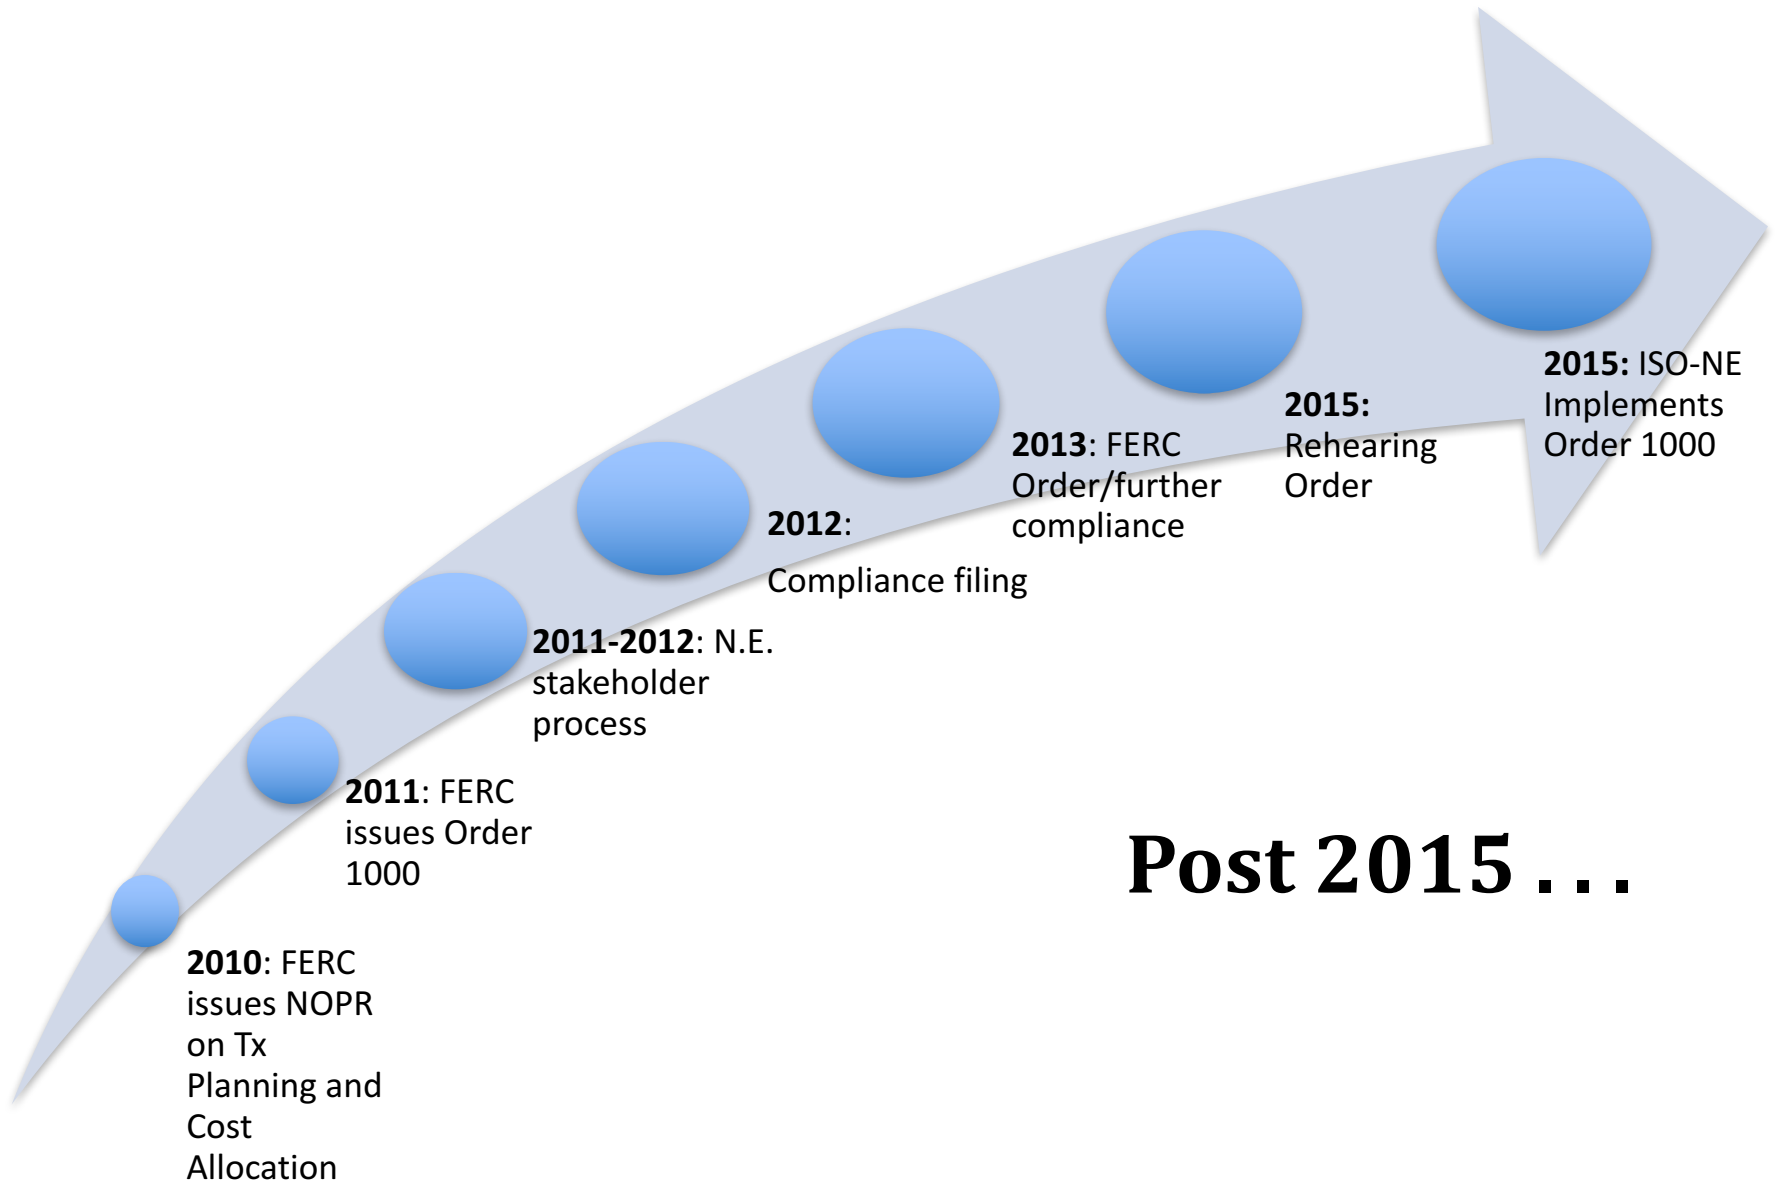 2010: FERC
issues NOPR
on Tx
Planning and
Cost
Allocation
2011: FERC
issues Order
1000
2011-2012: N.E.
stakeholder
process
2012:
Compliance filing
2013: FERC
Order/further
compliance
2015:
Rehearing
Order
2015: ISO-NE
Implements
Order 1000
Post 2015 . . .